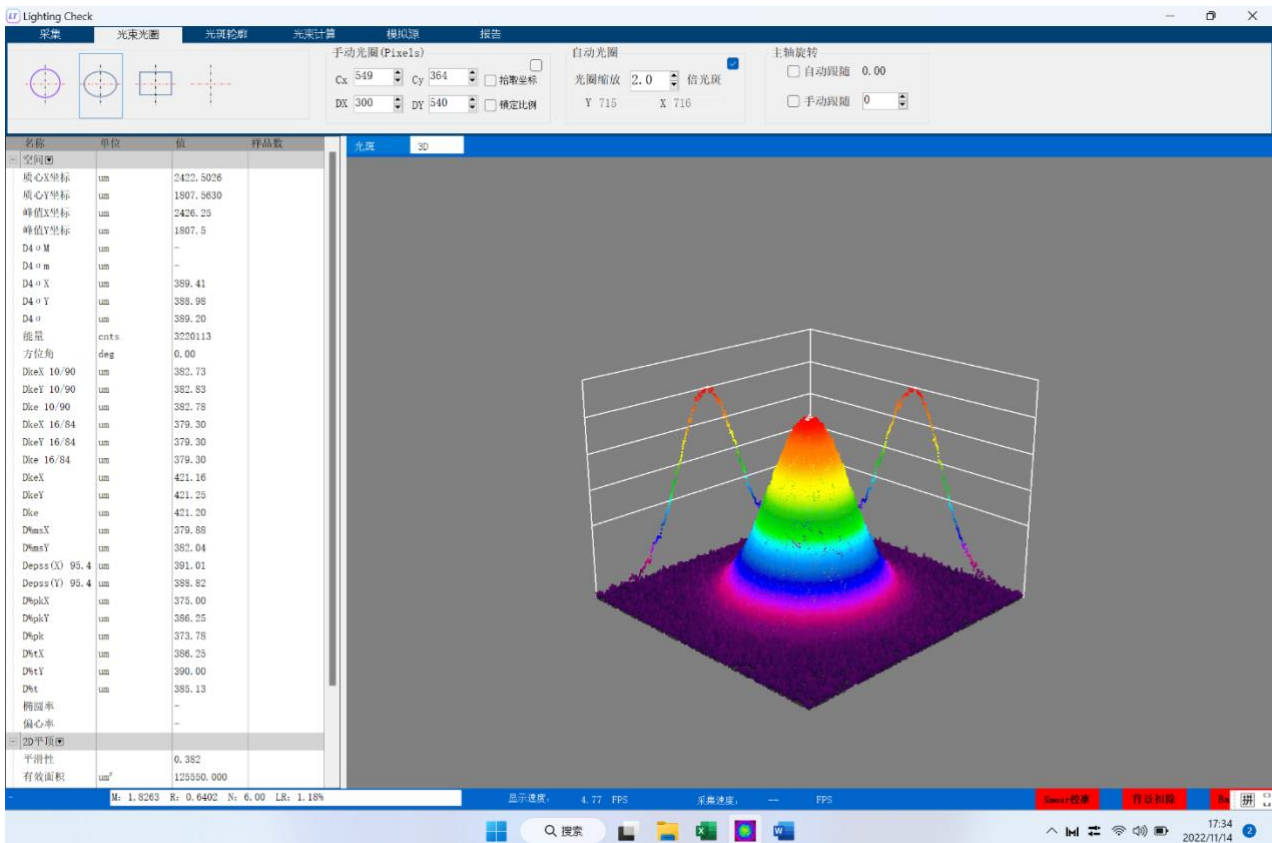 Lighting Check
采集 光束光圈 光斑轮廓 光束计算 模拟源 报告
手动光圈(Pixels) 自动光圈 主轴旋转
Cx 549 Cy 364 拾取坐标 光圈缩放 2.0 倍光斑 自动跟随 0.00
DX 300 DY 540 锁定比例 Y 715 X 716 手动跟随 0
名称 单位 值 样品数 光斑 3D
空间
质心X坐标 um 2422.5026
质心Y坐标 um 1807.5630
峰值X坐标 um 2426.25
峰值Y坐标 um 1807.5
D4σM um -
D4σm um -
D4σX um 389.41
D4σY um 388.98
D4σ um 389.20
能量 cnts 3220113
方位角 deg 0.00
DkeX 10/90 um 382.73
DkeY 10/90 um 382.83
Dke 10/90 um 382.78
DkeX 16/84 um 379.30
DkeY 16/84 um 379.30
Dke 16/84 um 379.30
DkeX um 421.16
DkeY um 421.25
Dke um 421.20
D%msX um 379.88
D%msY um 382.04
Depss(X) 95.4 um 391.01
Depss(Y) 95.4 um 388.82
D%pkX um 375.00
D%pkY um 386.25
D%pk um 373.78
D%tX um 386.25
D%tY um 390.00
D%t um 385.13
椭圆率 -
偏心率 -
2D平顶
平滑性 0.382
有效面积 um² 125550.000
- M: 1.8263 R: 0.6402 N: 6.00 LR: 1.18% 显示速度: 4.77 FPS 采集速度: -- FPS 背景扣除 拼
搜索 17:34
2022/11/14 2